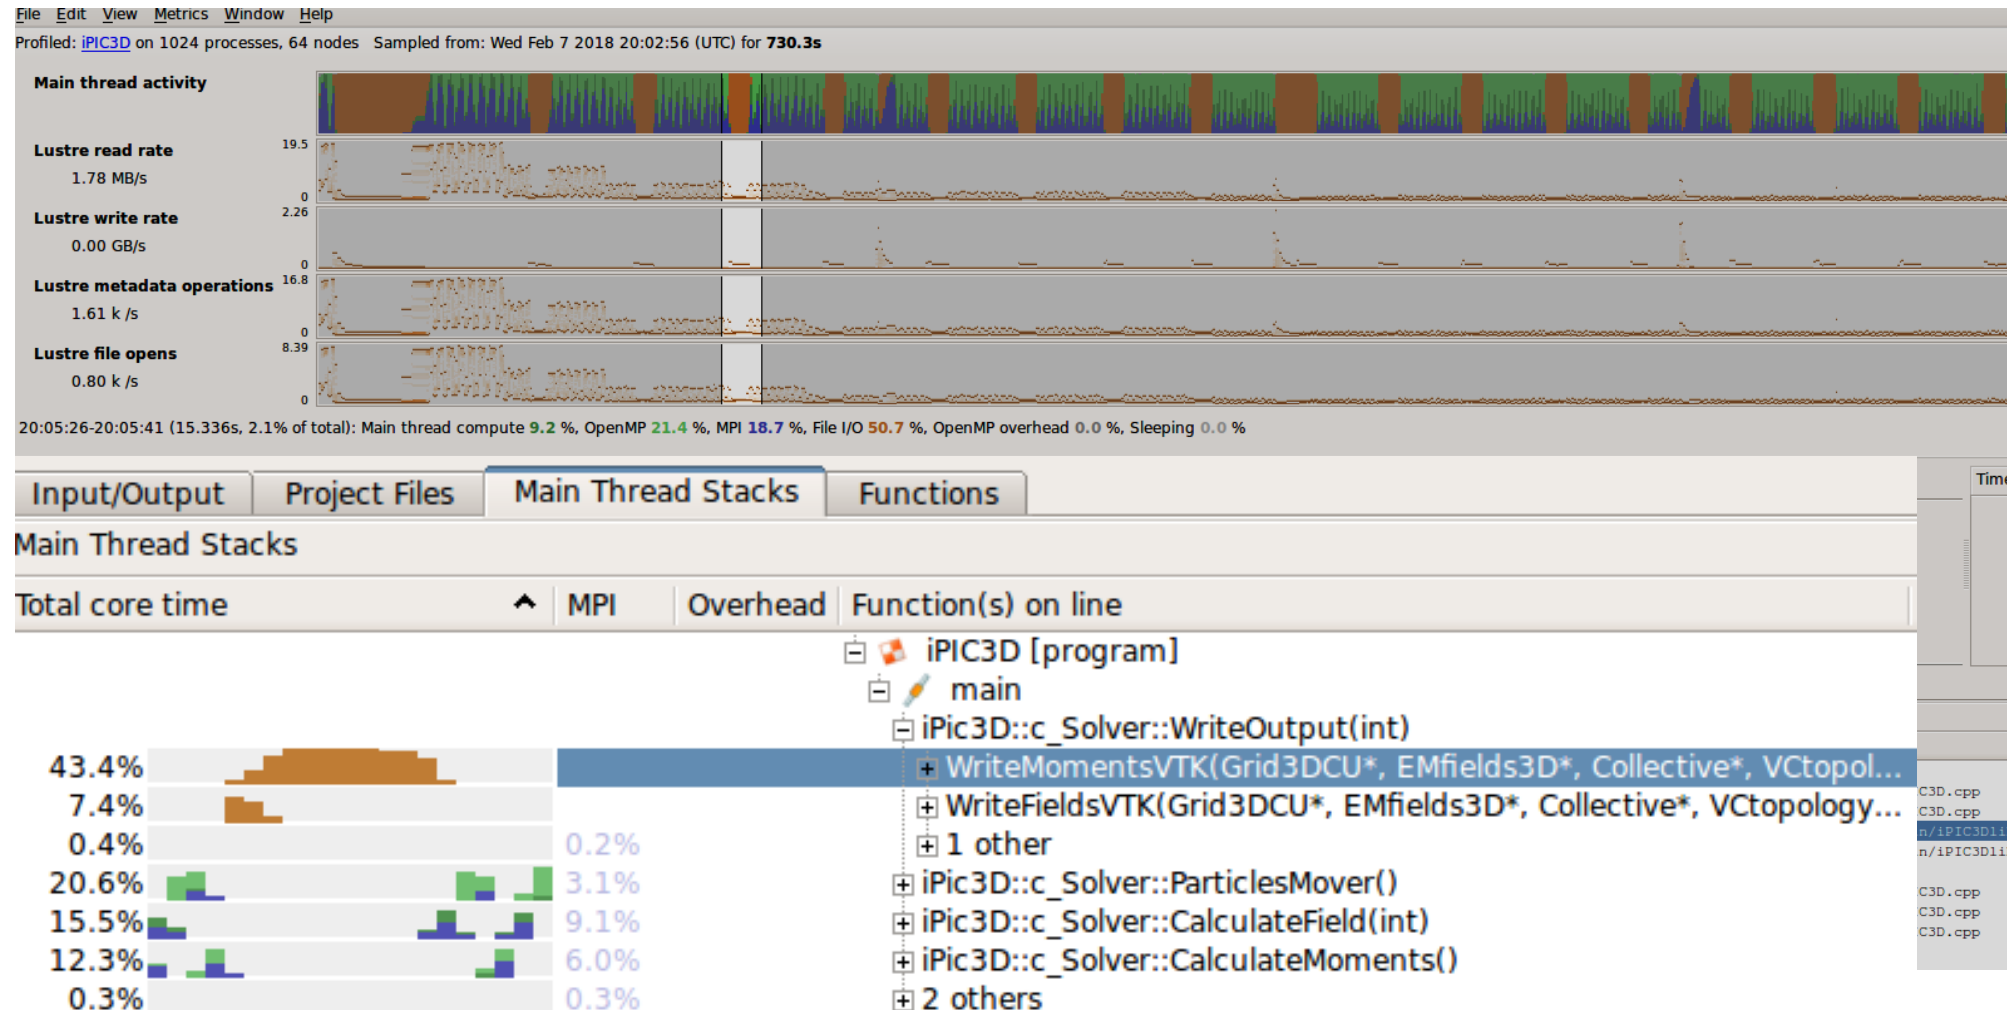 File Edit View Metrics Window Help
Profiled: iPIC3D on 1024 processes, 64 nodes Sampled from: Wed Feb 7 2018 20:02:56 (UTC) for 730.3s
Main thread activity
Lustre read rate 19.5
1.78 MB/s
0
Lustre write rate 2.26
0.00 GB/s
0
Lustre metadata operations 16.8
1.61 k /s
0
Lustre file opens 8.39
0.80 k /s
0
20:05:26-20:05:41 (15.336s, 2.1% of total): Main thread compute 9.2 %, OpenMP 21.4 %, MPI 18.7 %, File I/O 50.7 %, OpenMP overhead 0.0 %, Sleeping 0.0 %
Input/Output Project Files Main Thread Stacks Functions
Time
Main Thread Stacks
Total core time MPI Overhead Function(s) on line
iPIC3D [program]
main
iPic3D::c_Solver::WriteOutput(int)
43.4% WriteMomentsVTK(Grid3DCU*, EMfields3D*, Collective*, VCtopol...
7.4% WriteFieldsVTK(Grid3DCU*, EMfields3D*, Collective*, VCtopology...
0.4% 0.2% 1 other
20.6% 3.1% iPic3D::c_Solver::ParticlesMover()
15.5% 9.1% iPic3D::c_Solver::CalculateField(int)
12.3% 6.0% iPic3D::c_Solver::CalculateMoments()
0.3% 0.3% 2 others
C3D.cpp
C3D.cpp
n/iPIC3Dli
n/iPIC3Dli
C3D.cpp
C3D.cpp
C3D.cpp